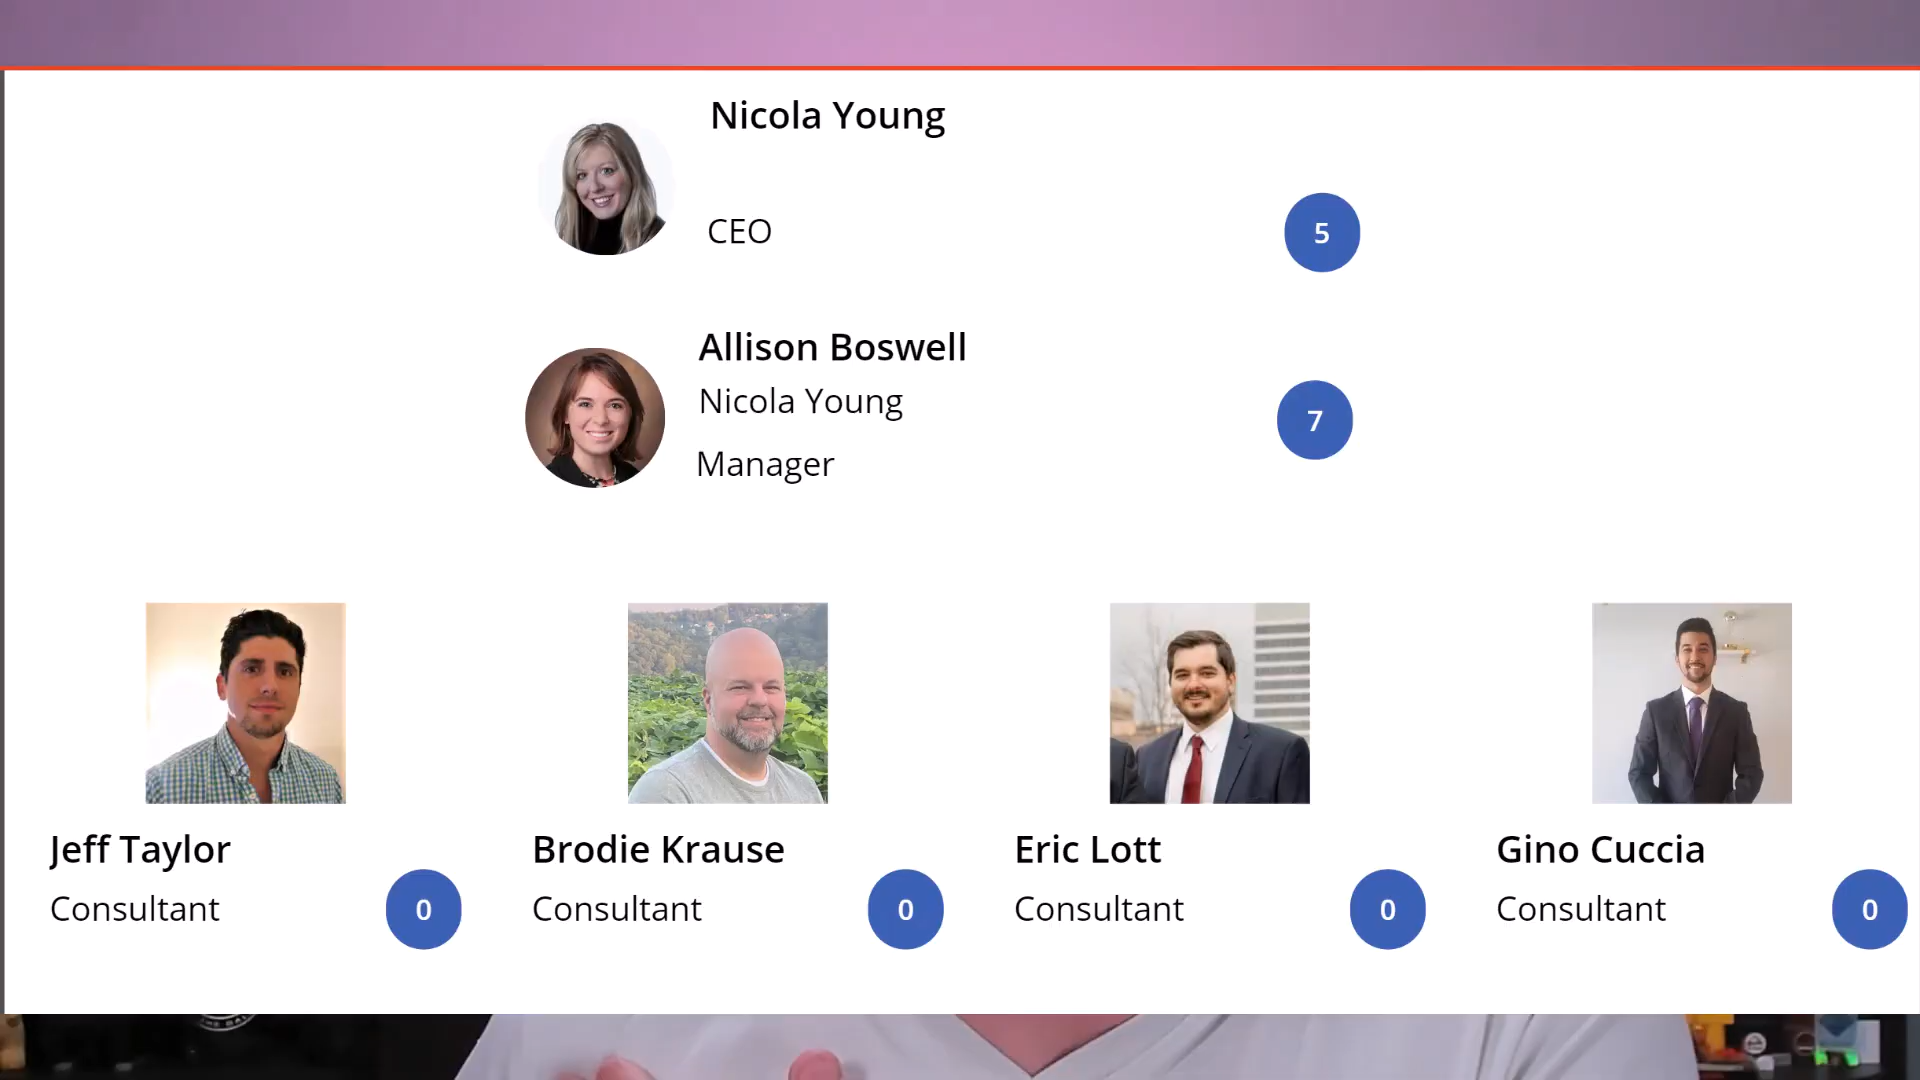 Nicola Young
CEO
5
Allison Boswell
Nicola Young
7
Manager
Jeff Taylor
Consultant
0
Brodie Krause
Consultant
0
Eric Lott
Consultant
0
Gino Cuccia
Consultant
0